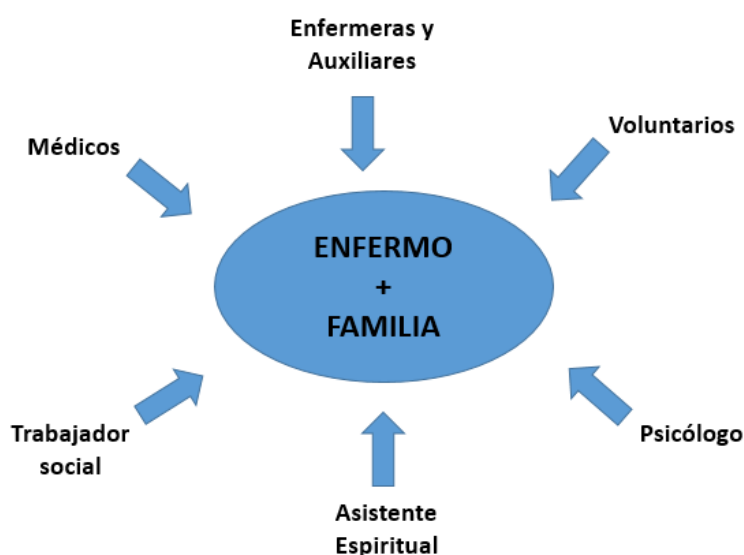 Enfermeras y
Auxiliares
Voluntarios
Médicos
ENFERMO
+
FAMILIA
Trabajador
social
Psicólogo
Asistente
Espiritual